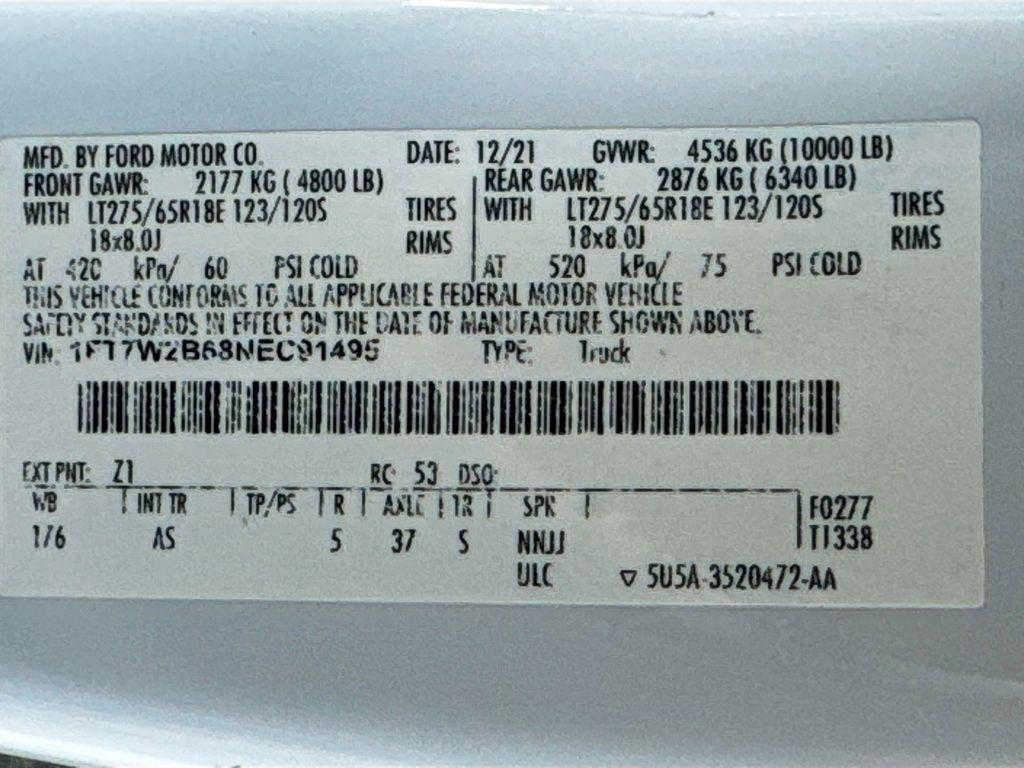 MFD. BY FORD MOTOR CO. DATE: 12/21 GVWR: 4536 KG (10000 LB)
FRONT GAWR: 2177 KG ( 4800 LB) REAR GAWR: 2876 KG ( 6340 LB)
WITH LT275/65R18E 123/120S TIRES WITH LT275/65R18E 123/120S TIRES
18x8.0J RIMS 18x8.0J RIMS
AT 420 kPa/ 60 PSI COLD AT 520 kPa/ 75 PSI COLD
THIS VEHICLE CONFORMS TO ALL APPLICABLE FEDERAL MOTOR VEHICLE
SAFETY STANDARDS IN EFFECT ON THE DATE OF MANUFACTURE SHOWN ABOVE.
VIN: 1FT7W2B68NEC91495 TYPE: Truck
EXT PNT: Z1 RC: 53 DSO:
WB INT TR TP/PS R AXLE TR SPR F0277
176 AS 5 37 S NNJJ T1338
ULC ▽ 5U5A-3520472-AA